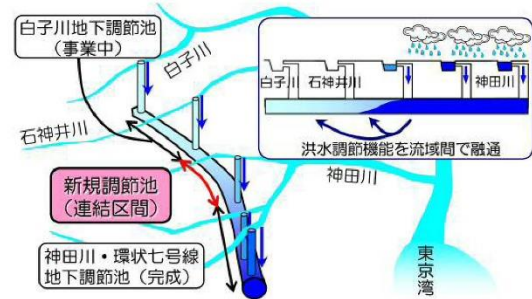 白子川地下調節池
（事業中）
白子川
石神井川
新規調節池
（連結区間）
神田川・環状七号線
地下調節池（完成）
白子川
石神井川
神田川
洪水調節機能を流域間で融通
神田川
東京湾